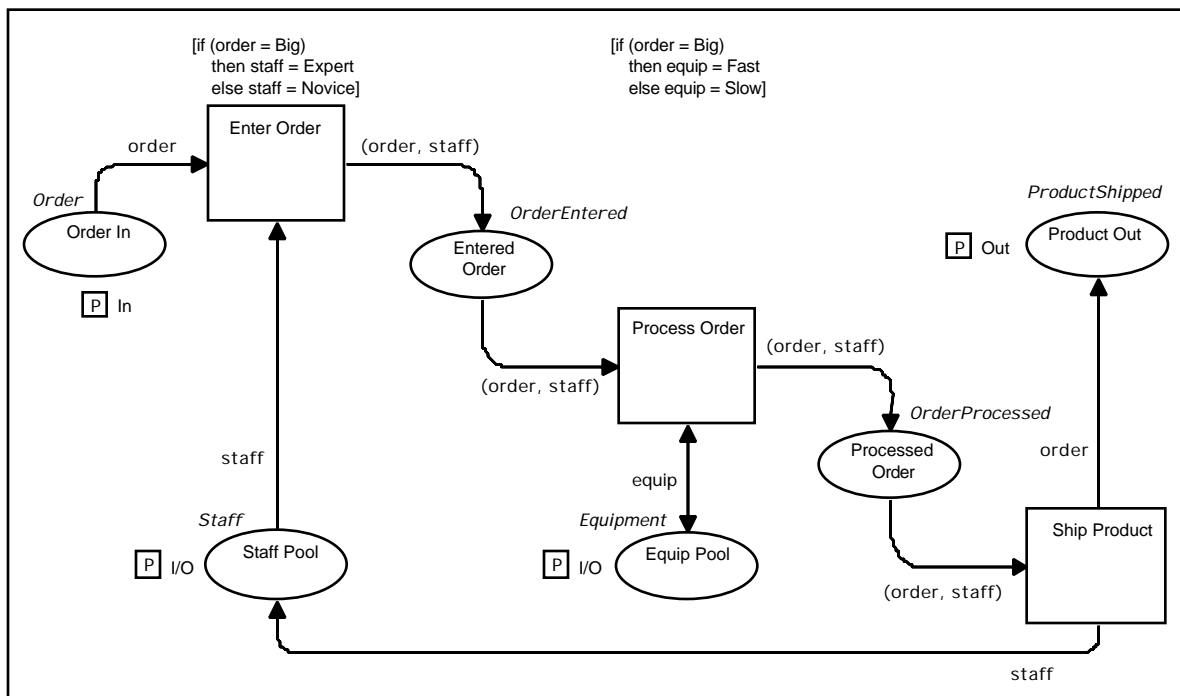 [if (order = Big)
then staff = Expert
else staff = Novice]
[if (order = Big)
then equip = Fast
else equip = Slow]
Enter Order
order
(order, staff)
Order
Order In
P In
OrderEntered
Entered
Order
ProductShipped
Product Out
P Out
Process Order
(order, staff)
(order, staff)
OrderProcessed
Processed
Order
staff
equip
order
Staff
Staff Pool
P I/O
Equipment
Equip Pool
P I/O
Ship Product
(order, staff)
staff